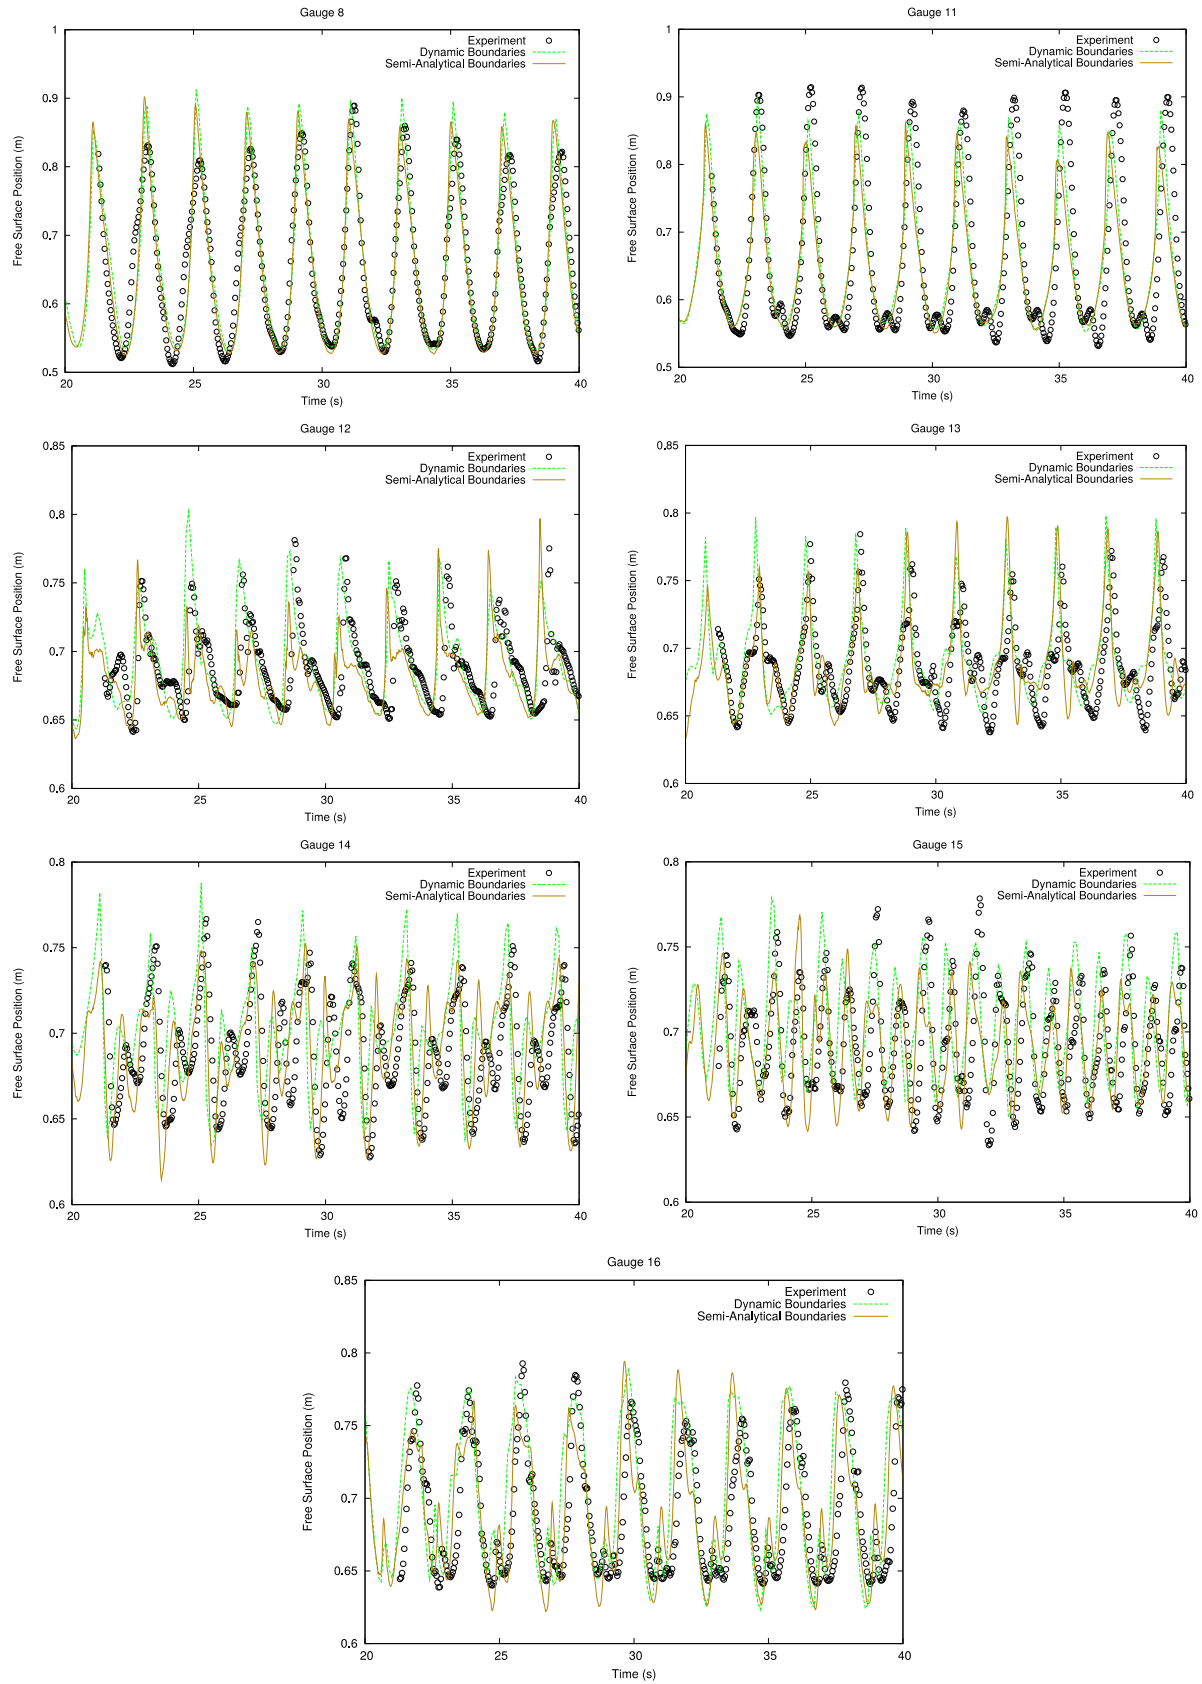 Gauge 8
1
0.9
0.8
0.7
0.6
0.5
20 25 30 35 40
Free Surface Position (m)
Time (s)
Experiment
Dynamic Boundaries
Semi-Analytical Boundaries
Gauge 11
1
0.9
0.8
0.7
0.6
0.5
20 25 30 35 40
Free Surface Position (m)
Time (s)
Experiment
Dynamic Boundaries
Semi-Analytical Boundaries
Gauge 12
0.85
0.8
0.75
0.7
0.65
0.6
20 25 30 35 40
Free Surface Position (m)
Time (s)
Experiment
Dynamic Boundaries
Semi-Analytical Boundaries
Gauge 13
0.85
0.8
0.75
0.7
0.65
0.6
20 25 30 35 40
Free Surface Position (m)
Time (s)
Experiment
Dynamic Boundaries
Semi-Analytical Boundaries
Gauge 14
0.8
0.75
0.7
0.65
0.6
20 25 30 35 40
Free Surface Position (m)
Time (s)
Experiment
Dynamic Boundaries
Semi-Analytical Boundaries
Gauge 15
0.8
0.75
0.7
0.65
0.6
20 25 30 35 40
Free Surface Position (m)
Time (s)
Experiment
Dynamic Boundaries
Semi-Analytical Boundaries
Gauge 16
0.85
0.8
0.75
0.7
0.65
0.6
20 25 30 35 40
Free Surface Position (m)
Time (s)
Experiment
Dynamic Boundaries
Semi-Analytical Boundaries